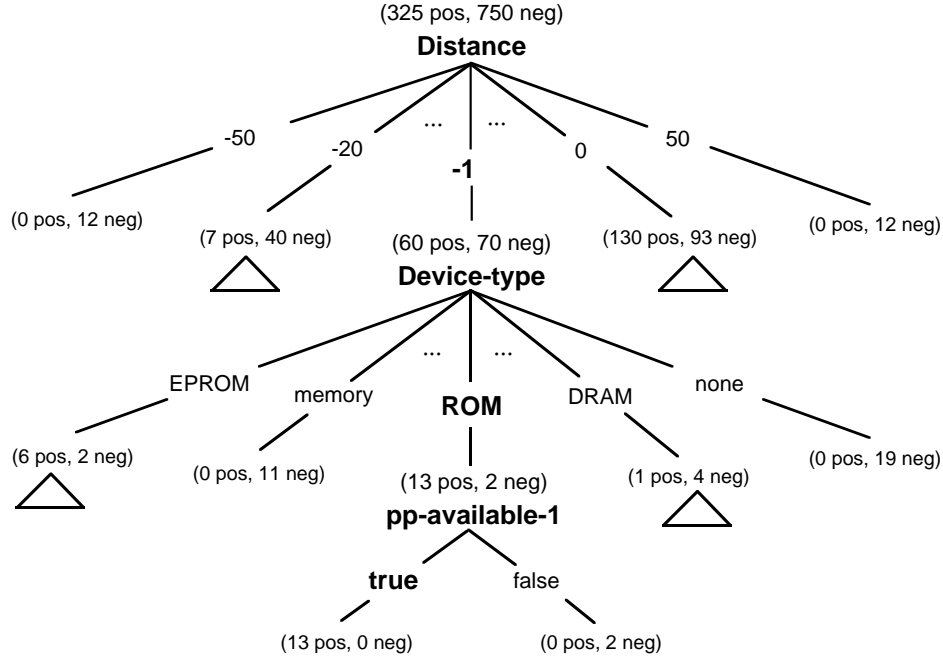 (325 pos, 750 neg)
Distance
-50
-20
...
...
0
50
-1
(0 pos, 12 neg)
(7 pos, 40 neg)
(60 pos, 70 neg)
(130 pos, 93 neg)
(0 pos, 12 neg)
Device-type
...
...
EPROM
memory
ROM
DRAM
none
(6 pos, 2 neg)
(0 pos, 11 neg)
(13 pos, 2 neg)
(1 pos, 4 neg)
(0 pos, 19 neg)
pp-available-1
true
false
(13 pos, 0 neg)
(0 pos, 2 neg)